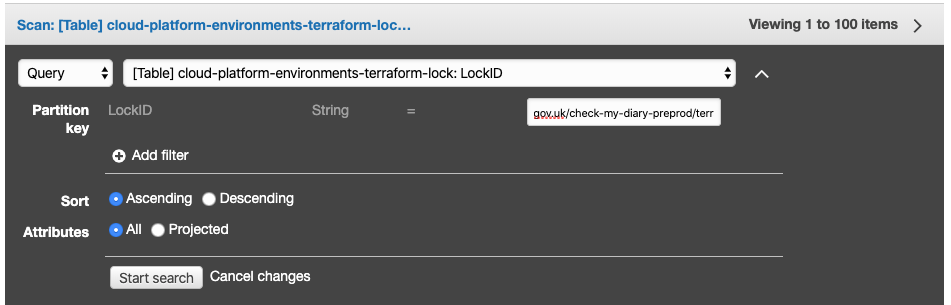 Scan: [Table] cloud-platform-environments-terraform-loc...
Viewing 1 to 100 items
Query
[Table] cloud-platform-environments-terraform-lock: LockID
Partition key
LockID
String
=
gov.uk/check-my-diary-preprod/terr
Add filter
Sort
Ascending
Descending
Attributes
All
Projected
Start search
Cancel changes